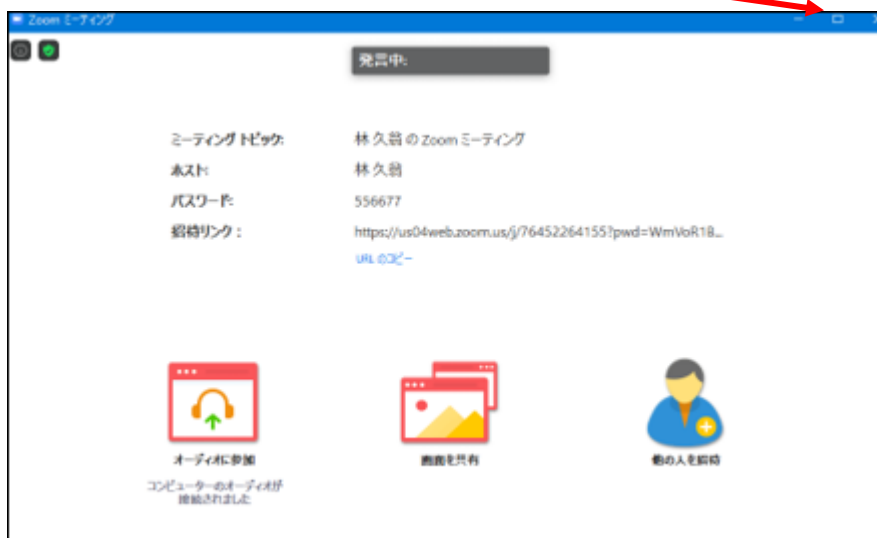 Zoom ミーティング
発言中:
ミーティング トピック: 林 久翁 の Zoom ミーティング
ホスト: 林 久翁
パスワード: 556677
招待リンク: https://us04web.zoom.us/j/76452264155?pwd=WmVoR1B...
URL のコピー
オーディオに参加 画面を共有 他の人を招待
コンピューターのオーディオが
接続されました